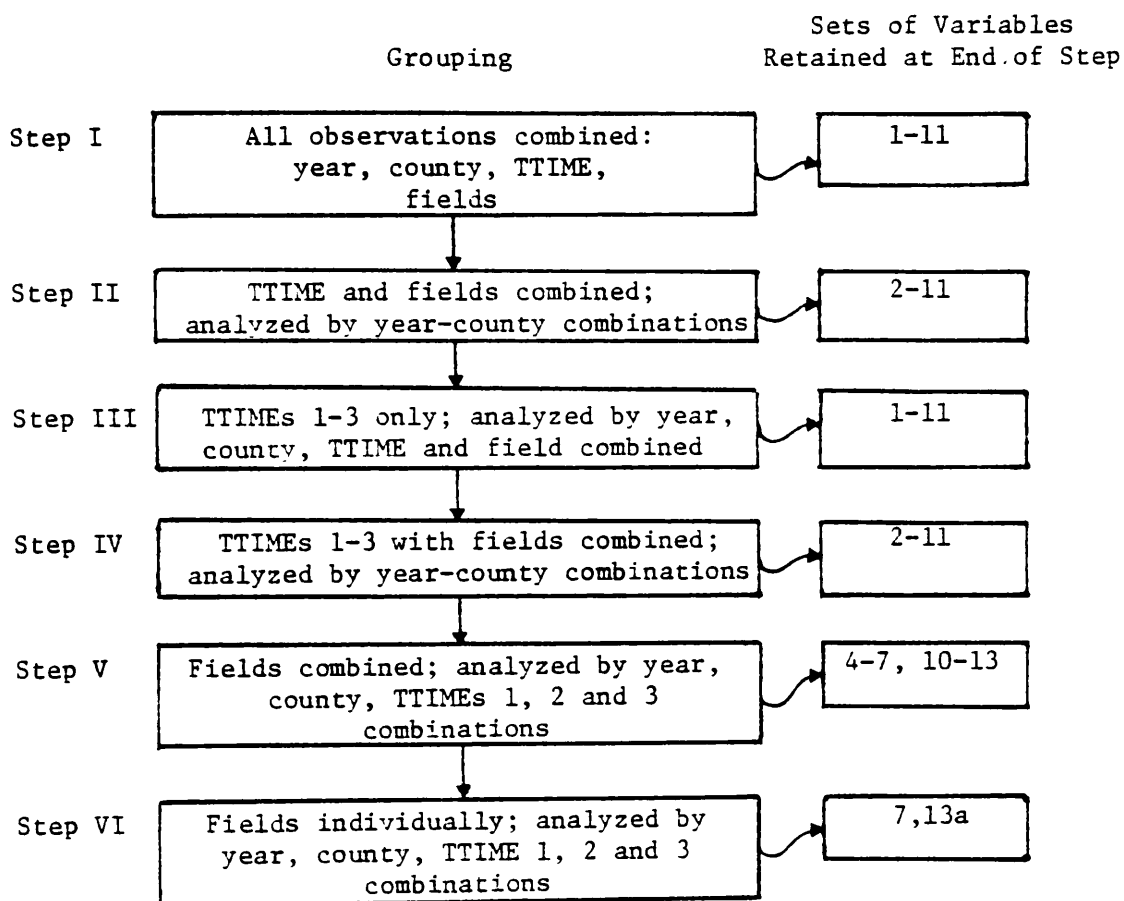 Sets of Variables
Grouping
Retained at End.of Step
Step I
All observations combined:
year, county, TTIME,
fields
1-11
Step II
TTIME and fields combined;
analyzed by year-county combinations
2-11
Step III
TTIMEs 1-3 only; analyzed by year,
county, TTIME and field combined
1-11
Step IV
TTIMEs 1-3 with fields combined;
analyzed by year-county combinations
2-11
Step V
Fields combined; analyzed by year,
county, TTIMEs 1, 2 and 3
combinations
4-7, 10-13
Step VI
Fields individually; analyzed by
year, county, TTIME 1, 2 and 3
combinations
7,13a